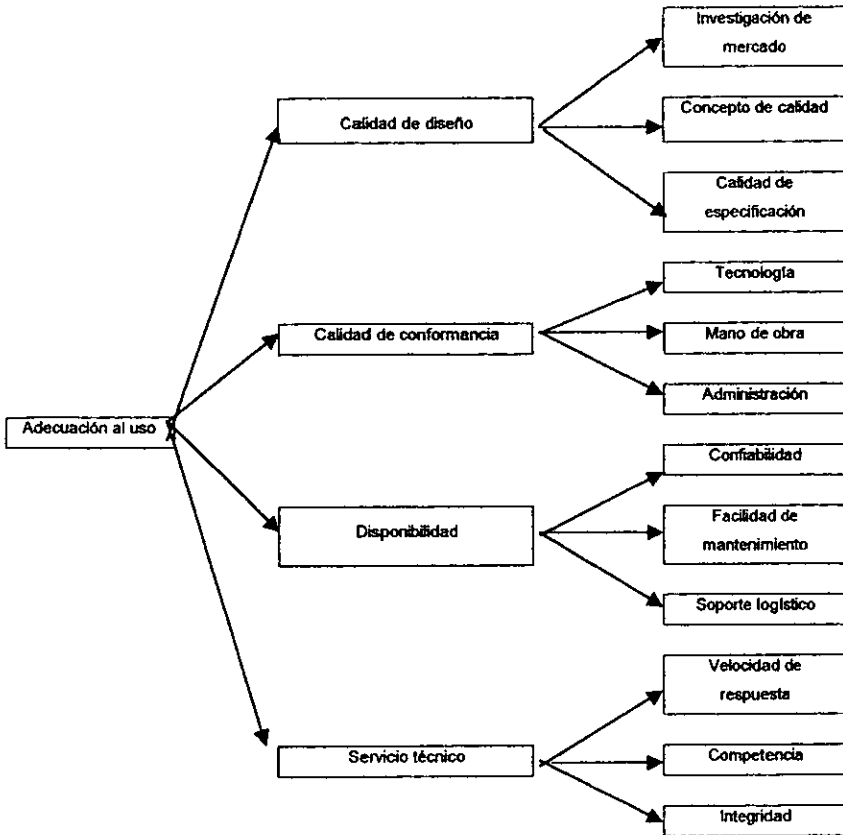 Adecuación al uso
Calidad de diseño
Investigación de
mercado
Concepto de calidad
Calidad de
especificación
Calidad de conformancia
Tecnología
Mano de obra
Administración
Disponibilidad
Confiabilidad
Facilidad de
mantenimiento
Soporte logístico
Servicio técnico
Velocidad de
respuesta
Competencia
Integridad